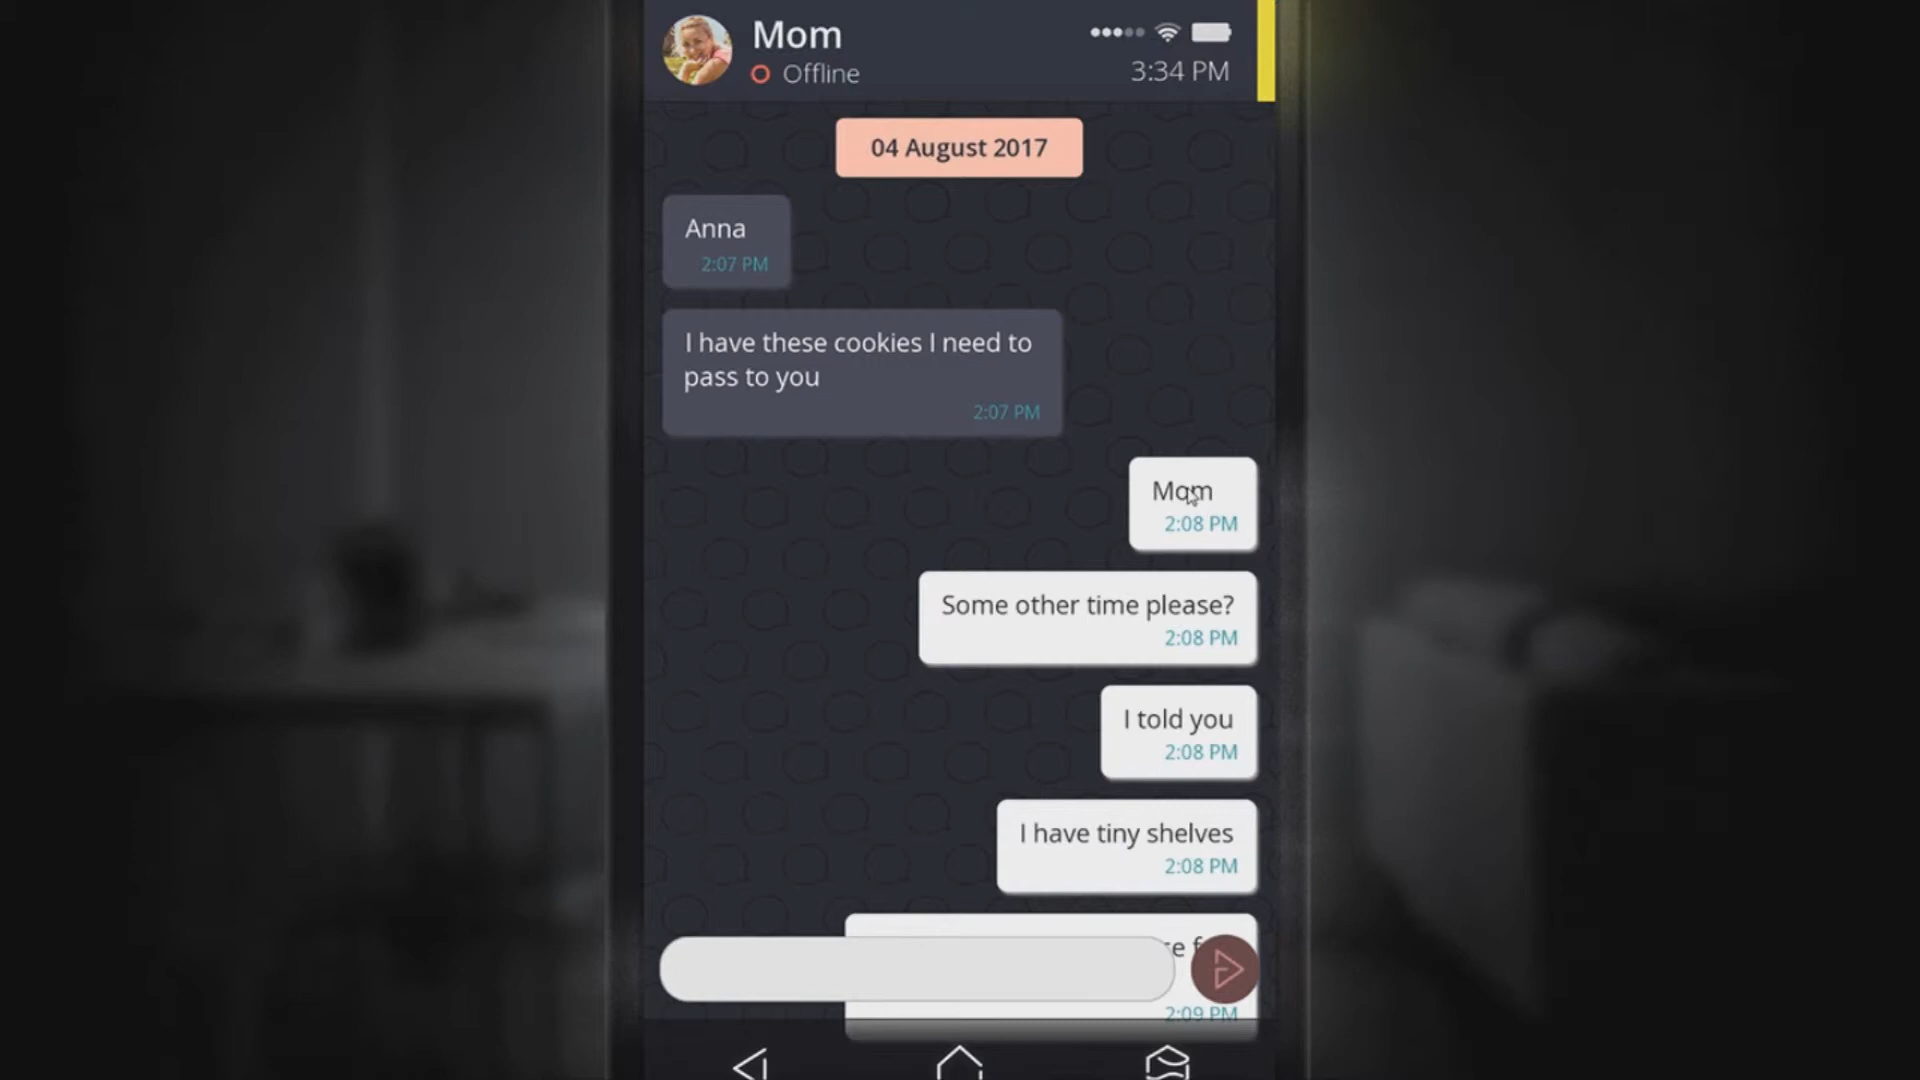 Mom
Offline
3:34 PM
04 August 2017
Anna
2:07 PM
I have these cookies I need to
pass to you
2:07 PM
Mom
2:08 PM
Some other time please?
2:08 PM
I told you
2:08 PM
I have tiny shelves
2:08 PM
2:09 PM